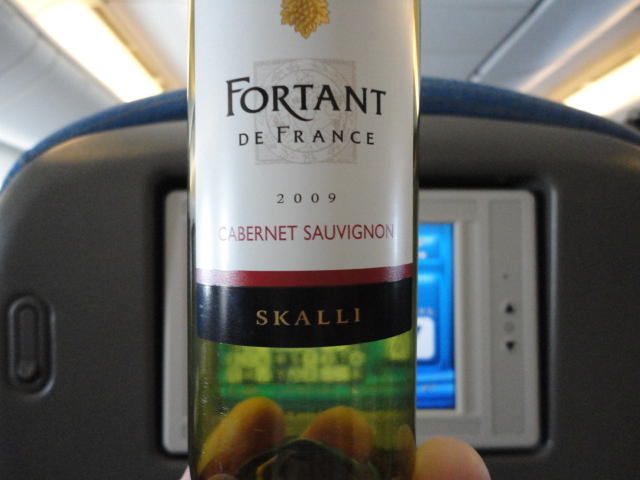 FORTANT
DE FRANCE
2009
CABERNET SAUVIGNON
SKALLI